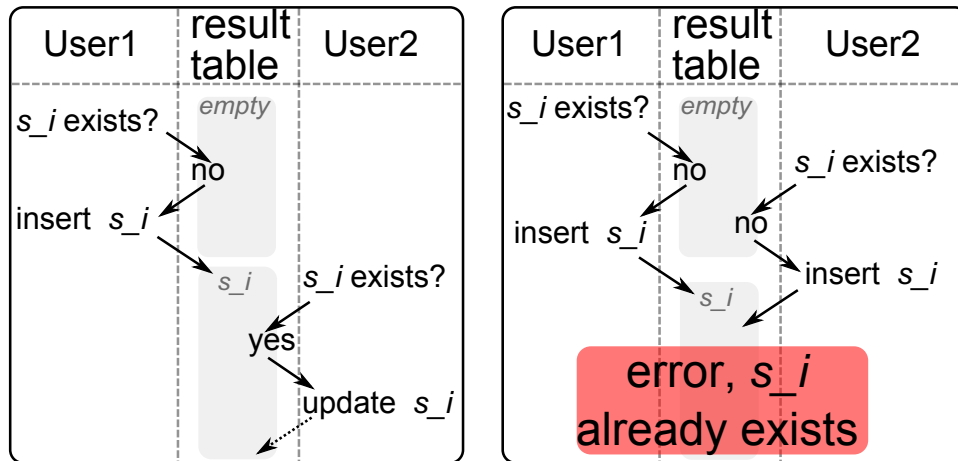 User1
result
table
User2
empty
s_i exists?
no
insert s_i
s_i
s_i exists?
yes
update s_i
User1
result
table
User2
empty
s_i exists?
no
s_i exists?
no
insert s_i
insert s_i
s_i
error, s_i
already exists